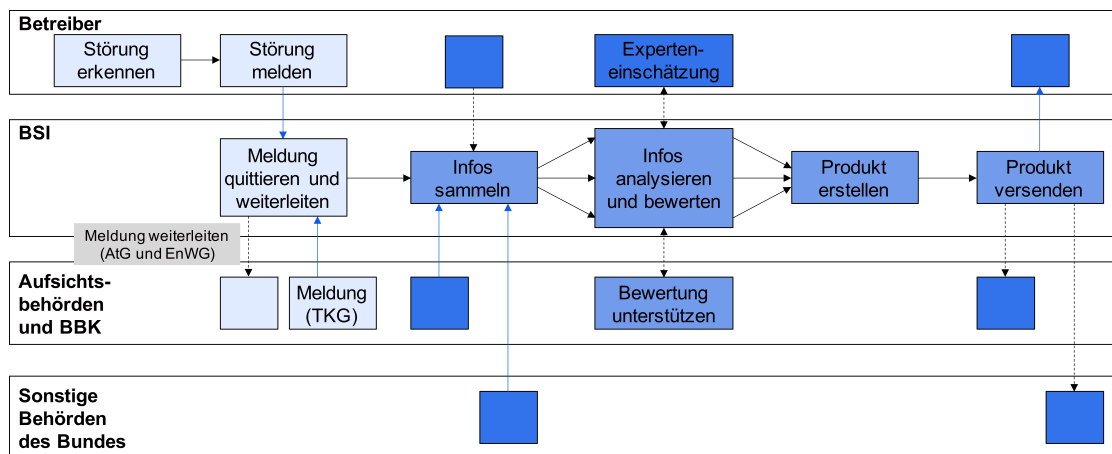 Betreiber
Störung
erkennen
Störung
melden
Experten-
einschätzung
BSI
Meldung
quittieren und
weiterleiten
Infos
sammeln
Infos
analysieren
und bewerten
Produkt
erstellen
Produkt
versenden
Meldung weiterleiten
(AtG und EnWG)
Aufsichts-
behörden
und BBK
Meldung
(TKG)
Bewertung
unterstützen
Sonstige
Behörden
des Bundes